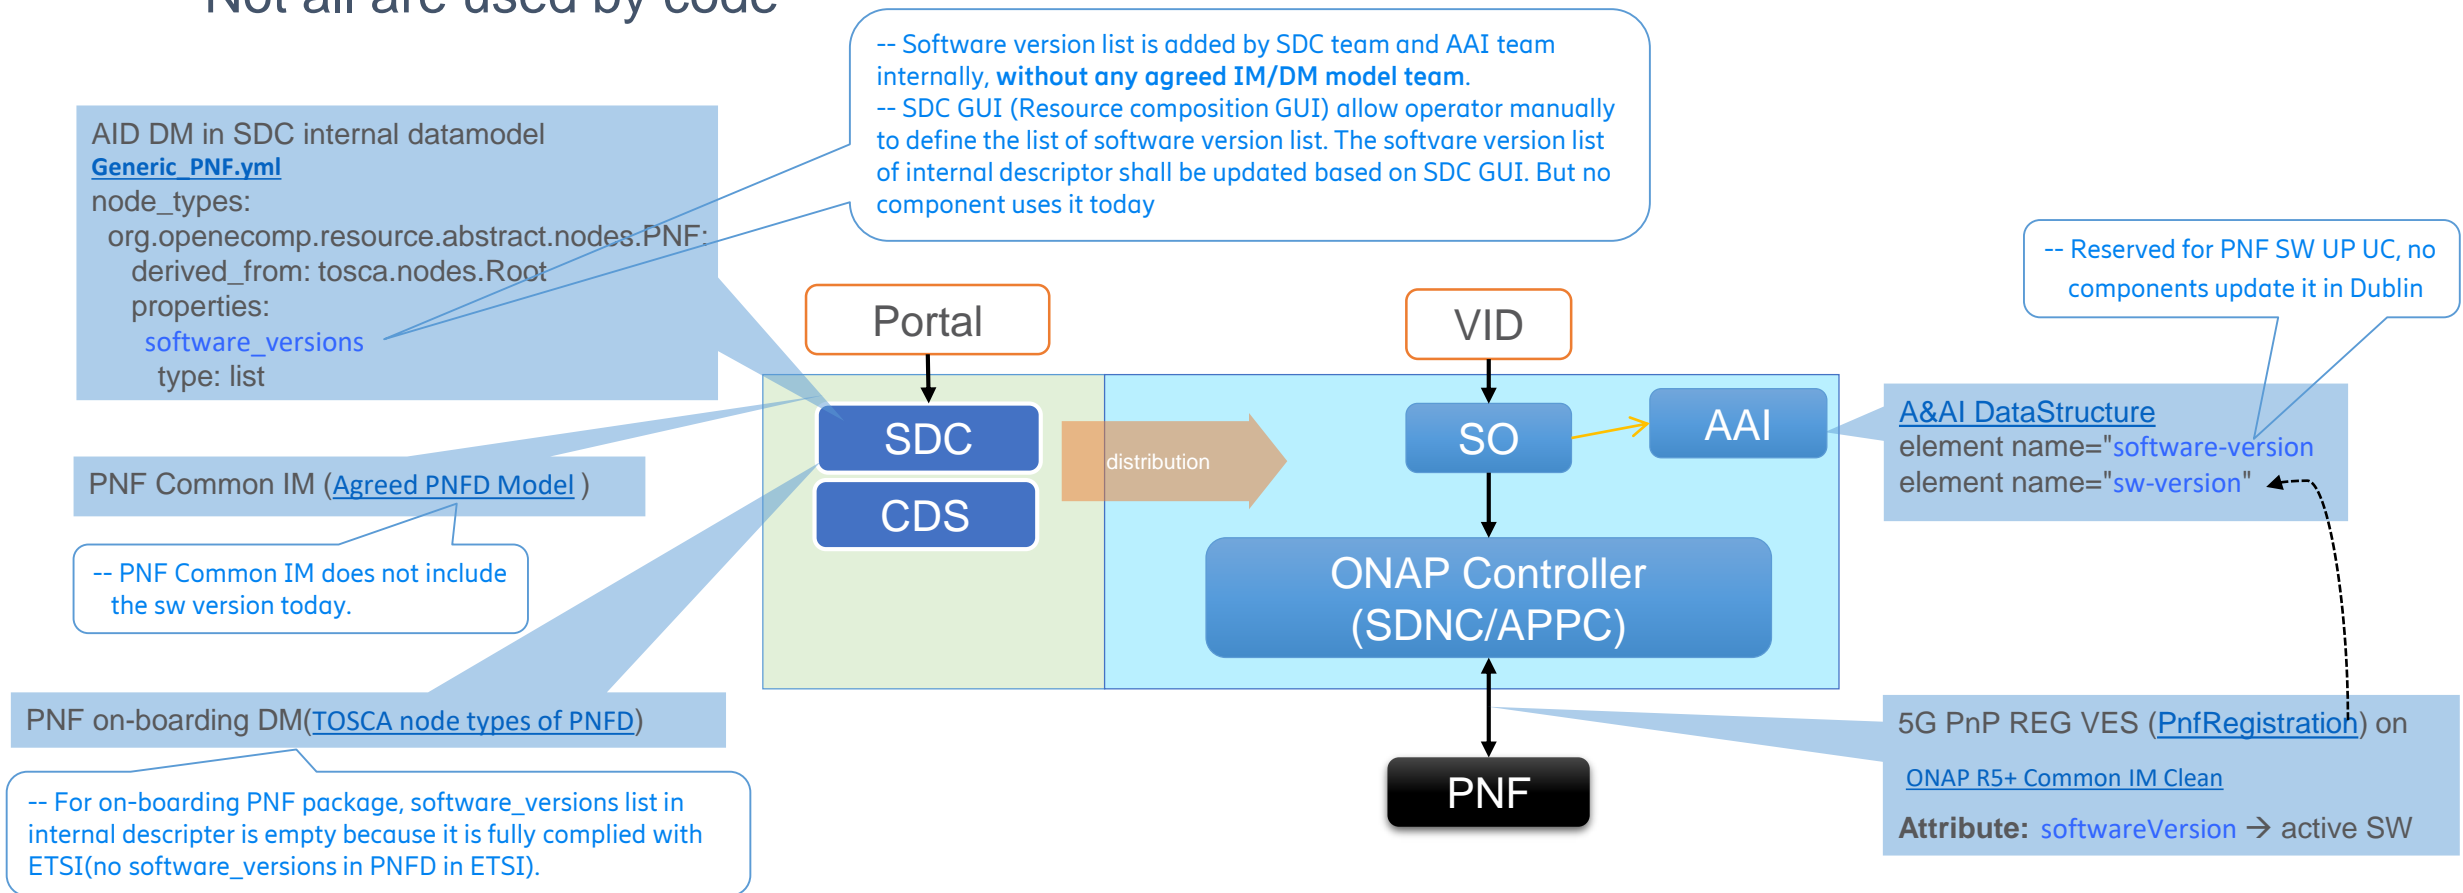 Not all are used by code
-- Software version list is added by SDC team and AAI team
internally, without any agreed IM/DM model team.
-- SDC GUI (Resource composition GUI) allow operator manually
to define the list of software version list. The softvare version list
of internal descriptor shall be updated based on SDC GUI. But no
component uses it today
AID DM in SDC internal datamodel
Generic_PNF.yml
node_types:
org.openecomp.resource.abstract.nodes.PNF:
derived_from: tosca.nodes.Root
properties:
software_versions
type: list
-- Reserved for PNF SW UP UC, no
components update it in Dublin
Portal
VID
SDC
CDS
distribution
SO
AAI
A&AI DataStructure
element name="software-version
element name="sw-version"
PNF Common IM (Agreed PNFD Model )
-- PNF Common IM does not include
the sw version today.
ONAP Controller
(SDNC/APPC)
PNF on-boarding DM(TOSCA node types of PNFD)
-- For on-boarding PNF package, software_versions list in
internal descripter is empty because it is fully complied with
ETSI(no software_versions in PNFD in ETSI).
PNF
5G PnP REG VES (PnfRegistration) on
ONAP R5+ Common IM Clean
Attribute: softwareVersion → active SW